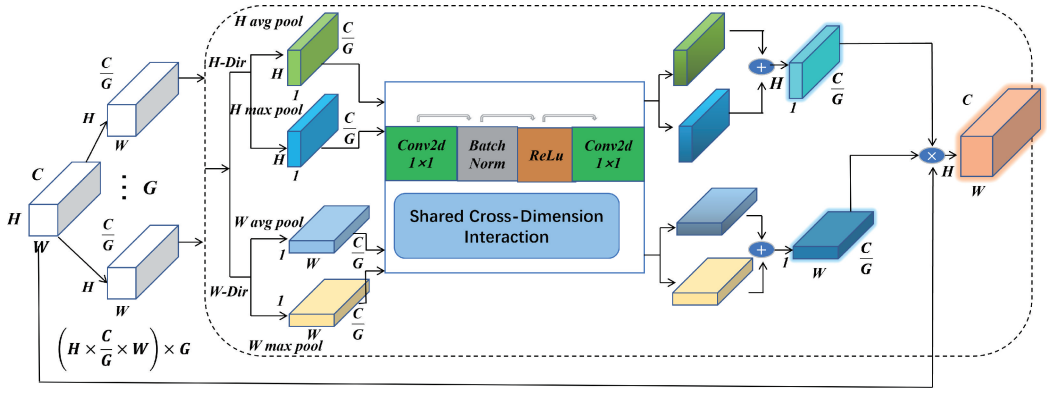 H avg pool
C/G
H-Dir
H
1
H max pool
C/G
H
1
C/G
H
W
C
H
W
⋮ G
C/G
H
W
(H × C/G × W) × G
W avg pool
1
W
C/G
W-Dir
1
W
C/G
W max pool
Conv2d
1×1
Batch
Norm
ReLu
Conv2d
1×1
Shared Cross-Dimension
Interaction
+
H
1
C/G
+
1
W
C/G
×
C
H
W